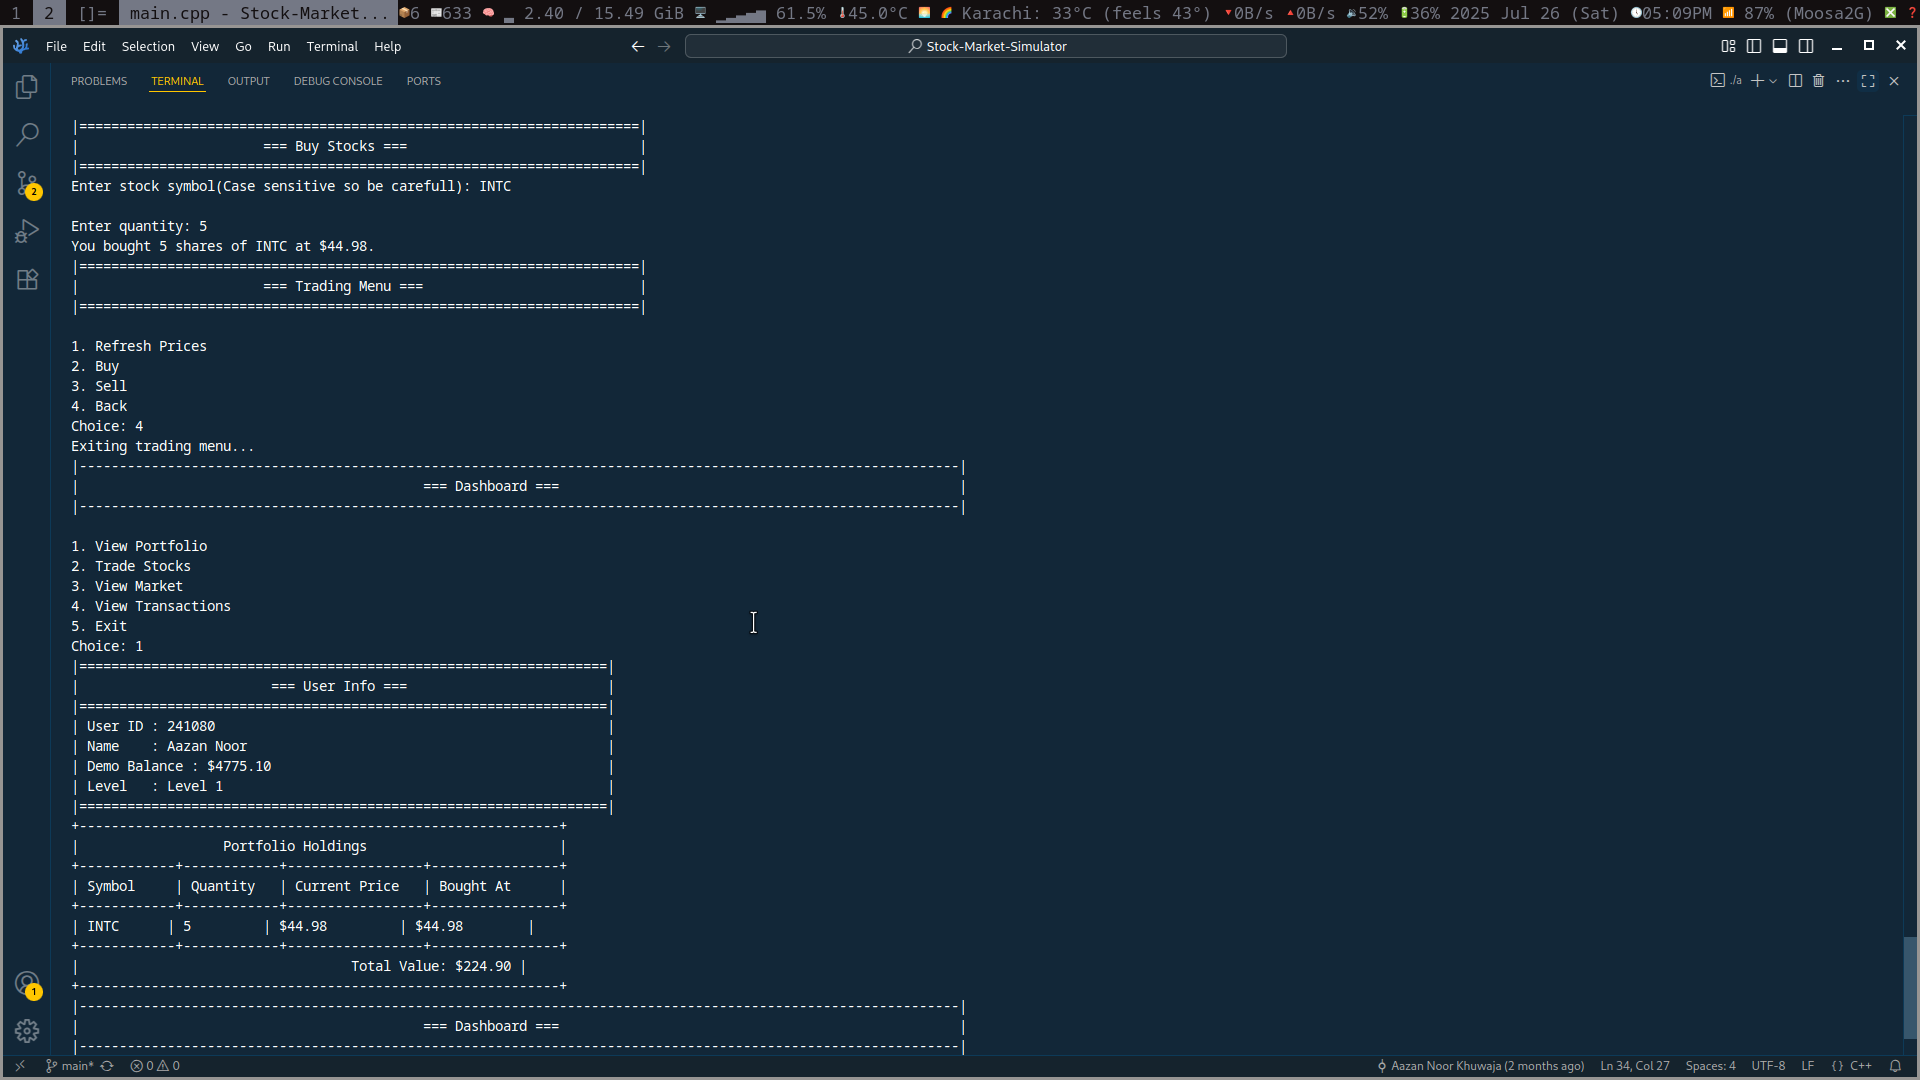 1 2 []= main.cpp - Stock-Market... 6 633 2.40 / 15.49 GiB 61.5% 45.0°C Karachi: 33°C (feels 43°) 0B/s 0B/s 52% 36% 2025 Jul 26 (Sat) 05:09PM 87% (Moosa2G)
File Edit Selection View Go Run Terminal Help Stock-Market-Simulator
PROBLEMS TERMINAL OUTPUT DEBUG CONSOLE PORTS ./a
|======================================================================|
| === Buy Stocks === |
|======================================================================|
Enter stock symbol(Case sensitive so be carefull): INTC
Enter quantity: 5
You bought 5 shares of INTC at $44.98.
|======================================================================|
| === Trading Menu === |
|======================================================================|
1. Refresh Prices
2. Buy
3. Sell
4. Back
Choice: 4
Exiting trading menu...
|--------------------------------------------------------------------------------------------------------------|
| === Dashboard === |
|--------------------------------------------------------------------------------------------------------------|
1. View Portfolio
2. Trade Stocks
3. View Market
4. View Transactions
5. Exit
Choice: 1
|==================================================================|
| === User Info === |
|==================================================================|
| User ID : 241080 |
| Name : Aazan Noor |
| Demo Balance : $4775.10 |
| Level : Level 1 |
|==================================================================|
+------------------------------------------------------------+
| Portfolio Holdings |
+------------+------------+-----------------+----------------+
| Symbol | Quantity | Current Price | Bought At |
+------------+------------+-----------------+----------------+
| INTC | 5 | $44.98 | $44.98 |
+------------+------------+-----------------+----------------+
| Total Value: $224.90 |
+------------------------------------------------------------+
|--------------------------------------------------------------------------------------------------------------|
| === Dashboard === |
|--------------------------------------------------------------------------------------------------------------|
2
1
main* 0 0 Aazan Noor Khuwaja (2 months ago) Ln 34, Col 27 Spaces: 4 UTF-8 LF {} C++